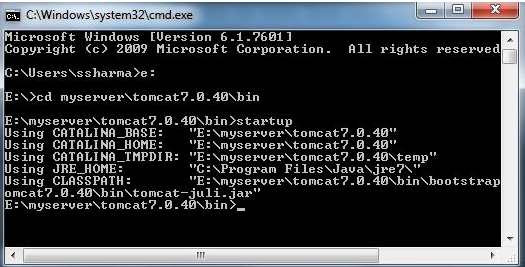 C:\Windows\system32\cmd.exe
Microsoft Windows [Version 6.1.7601]
Copyright (c) 2009 Microsoft Corporation.  All rights reserved
C:\Users\ssharma>e:
E:\>cd myserver\tomcat7.0.40\bin
E:\myserver\tomcat7.0.40\bin>startup
Using CATALINA_BASE:   "E:\myserver\tomcat7.0.40"
Using CATALINA_HOME:   "E:\myserver\tomcat7.0.40"
Using CATALINA_TMPDIR: "E:\myserver\tomcat7.0.40\temp"
Using JRE_HOME:        "C:\Program Files\Java\jre7\"
Using CLASSPATH:       "E:\myserver\tomcat7.0.40\bin\bootstrap
omcat7.0.40\bin\tomcat-juli.jar"
E:\myserver\tomcat7.0.40\bin>_